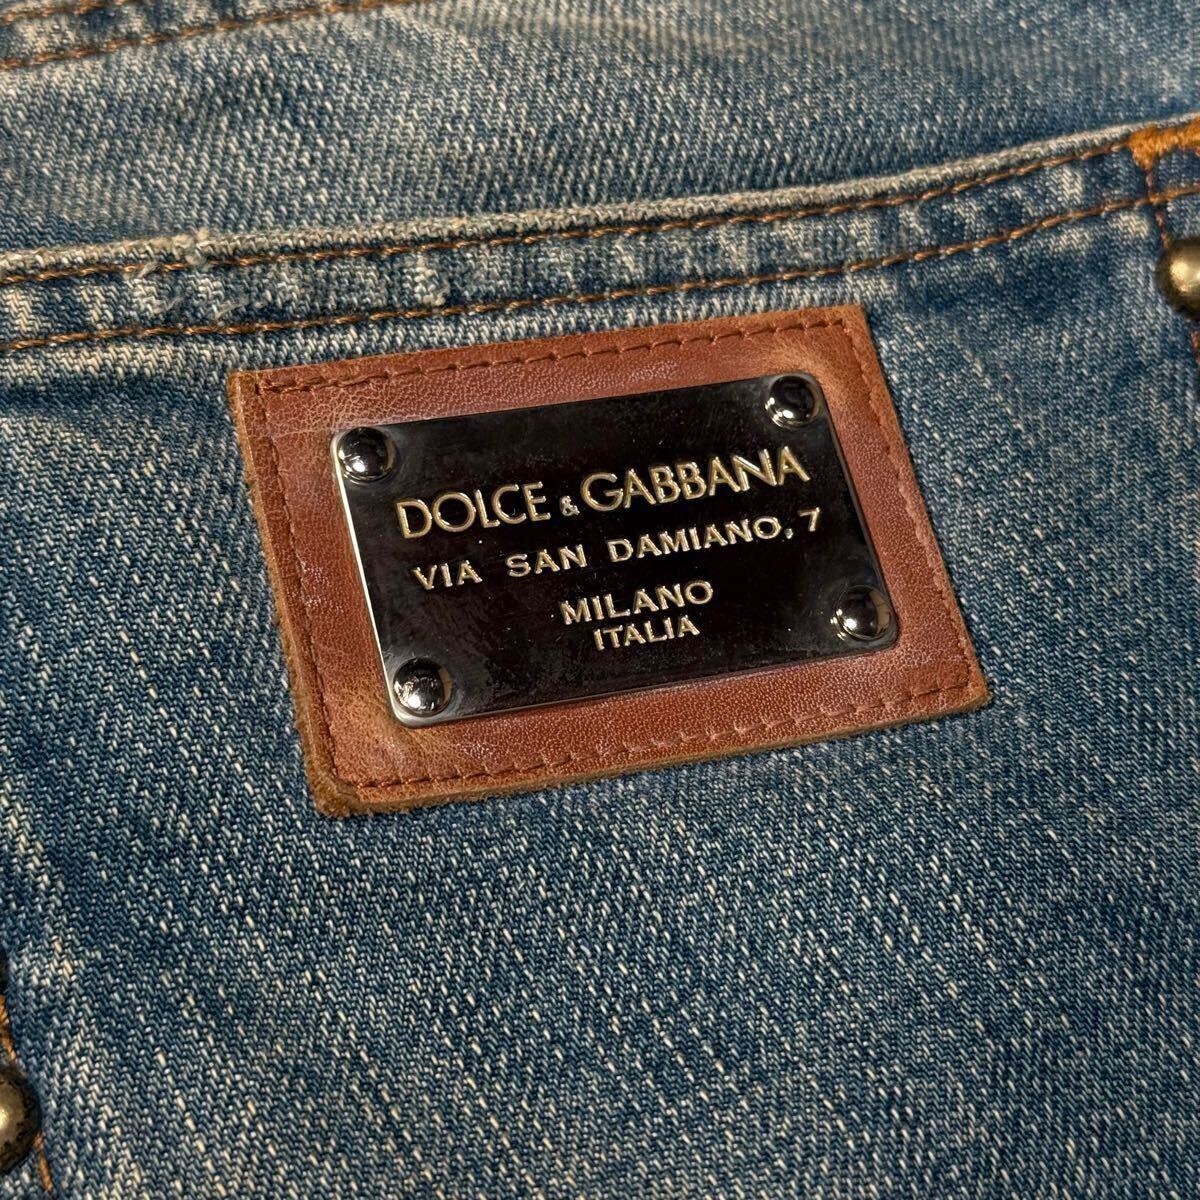 DOLCE & GABBANA
VIA SAN DAMIANO, 7
MILANO
ITALIA